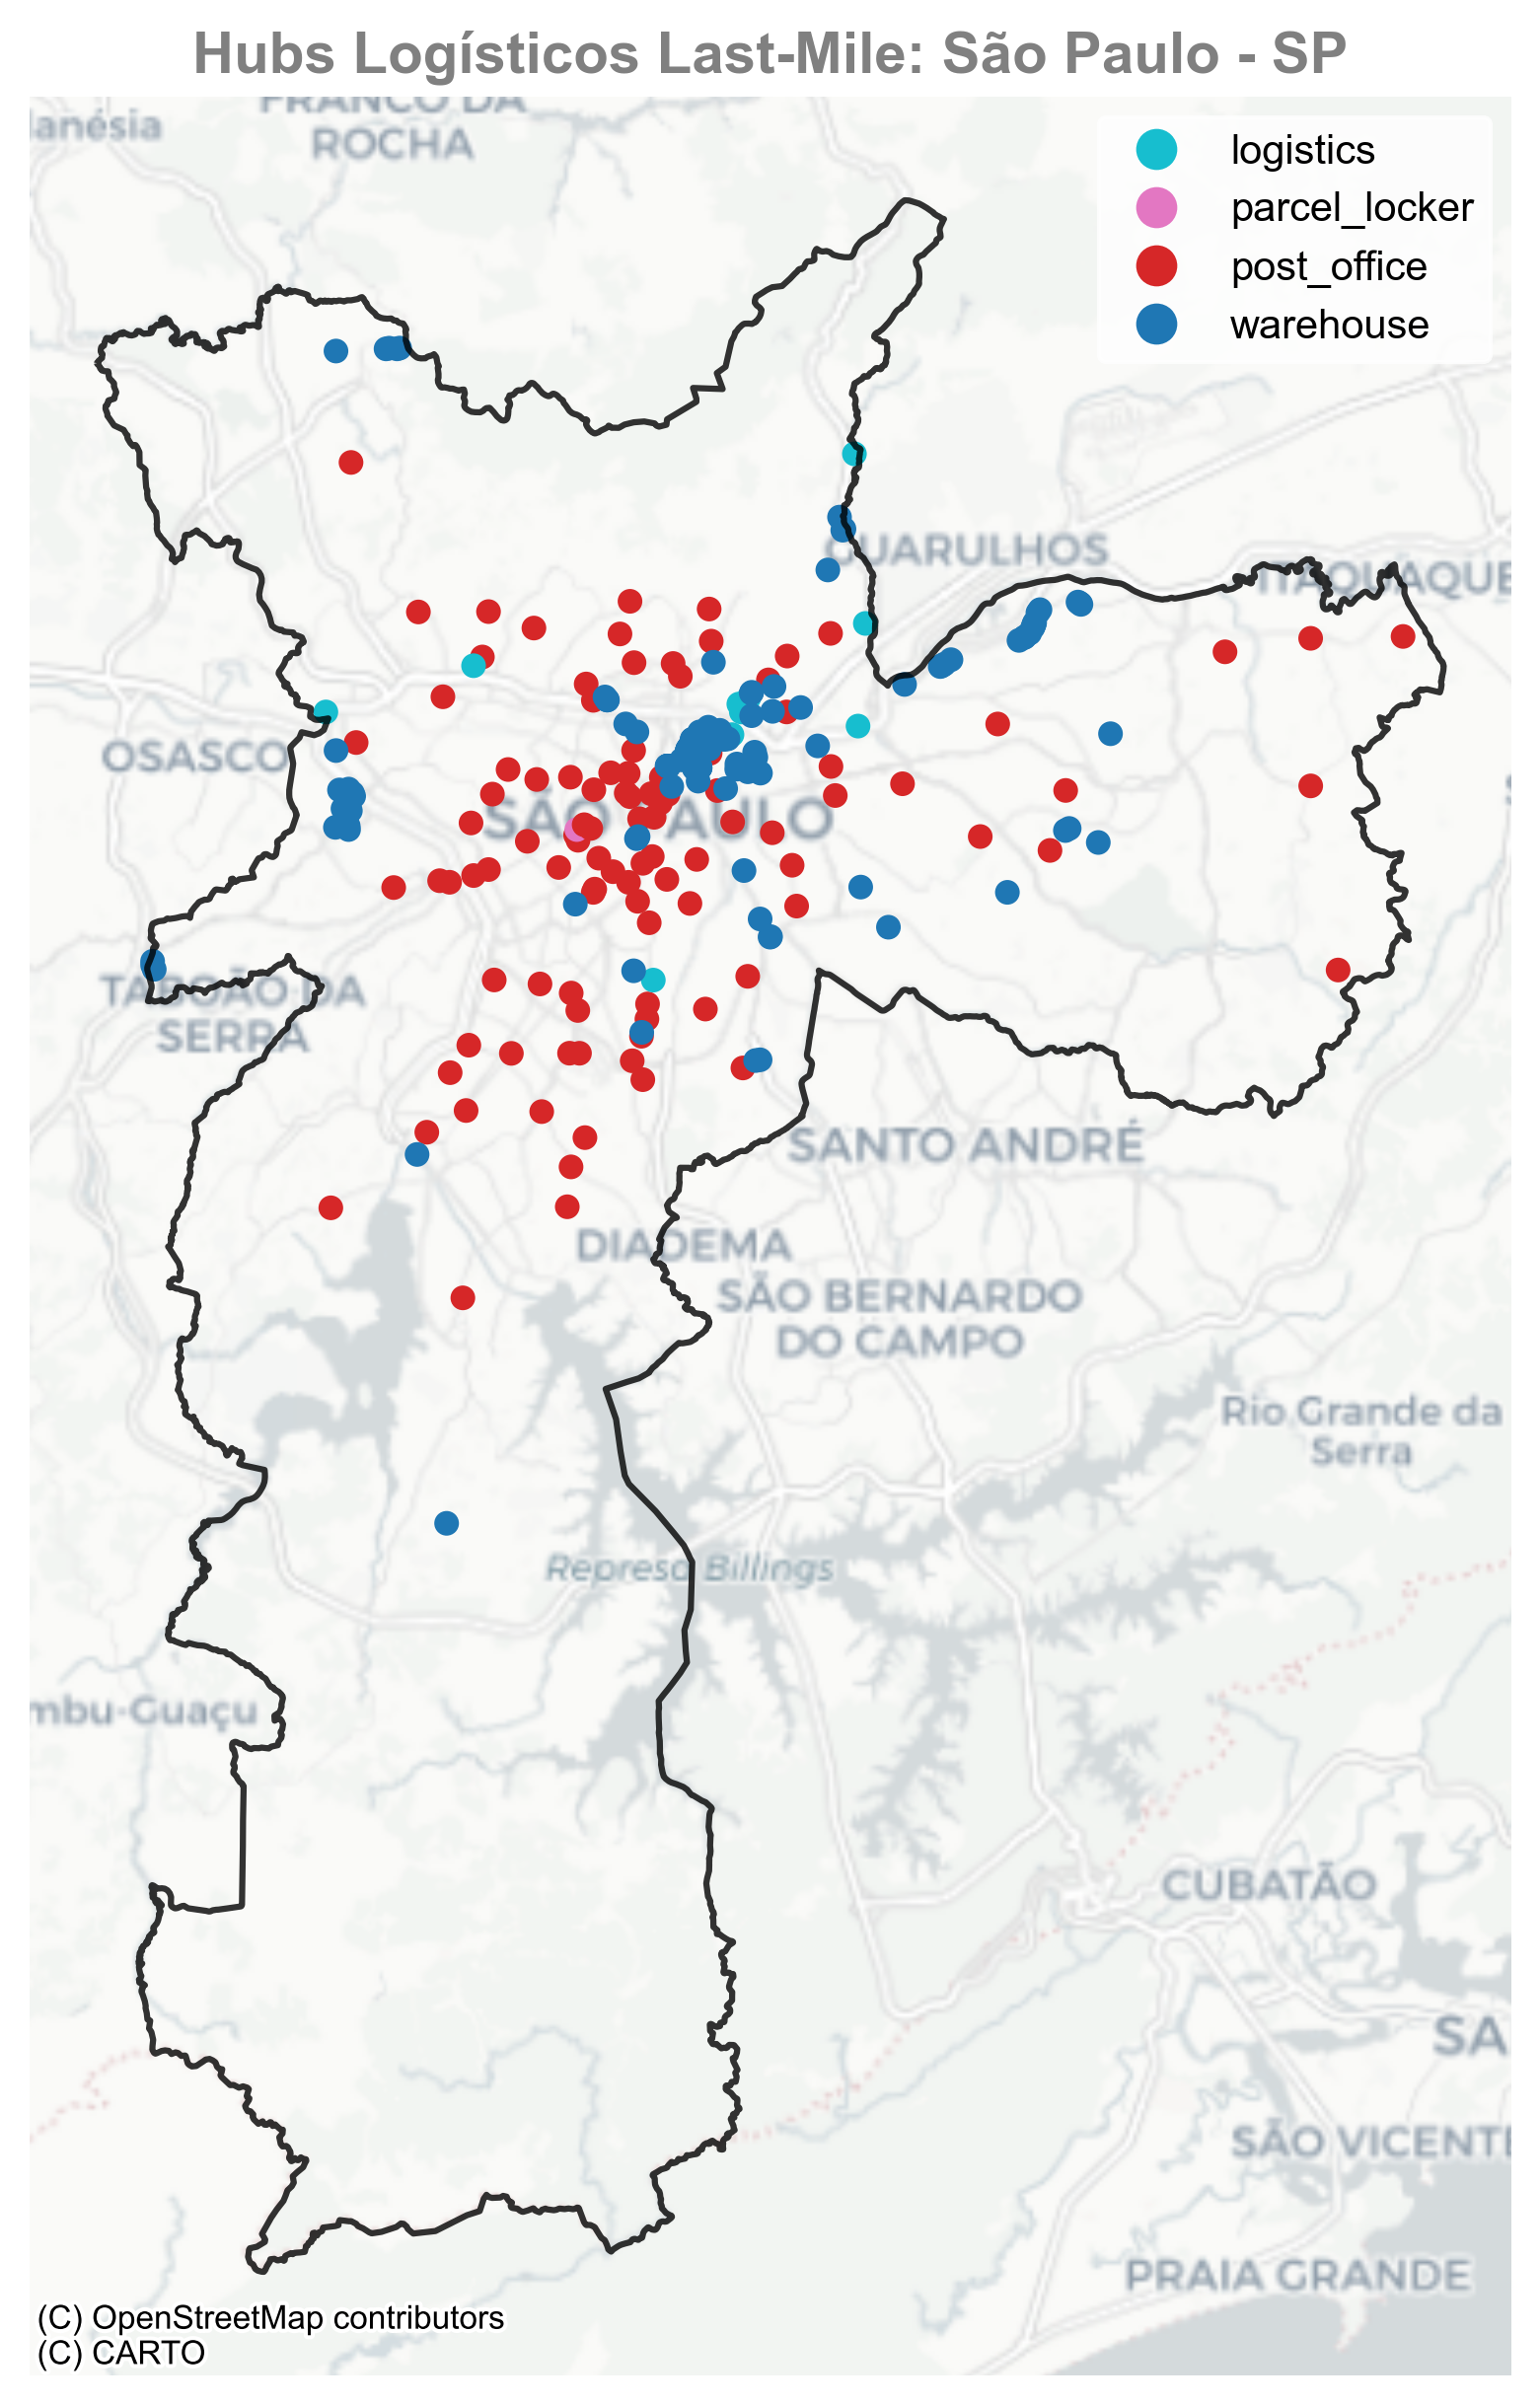 Hubs Logísticos Last-Mile: São Paulo - SP
lanésia
FRANCO DA
ROCHA
logistics
parcel_locker
post_office
warehouse
GUARULHOS
ITAQUAQUE
OSASCO
SÃO PAULO
TABOÃO DA
SERRA
SANTO ANDRÉ
DIADEMA
SÃO BERNARDO
DO CAMPO
Rio Grande da
Serra
Represa Billings
mbu-Guaçu
CUBATÃO
SA
SÃO VICENTE
PRAIA GRANDE
(C) OpenStreetMap contributors
(C) CARTO